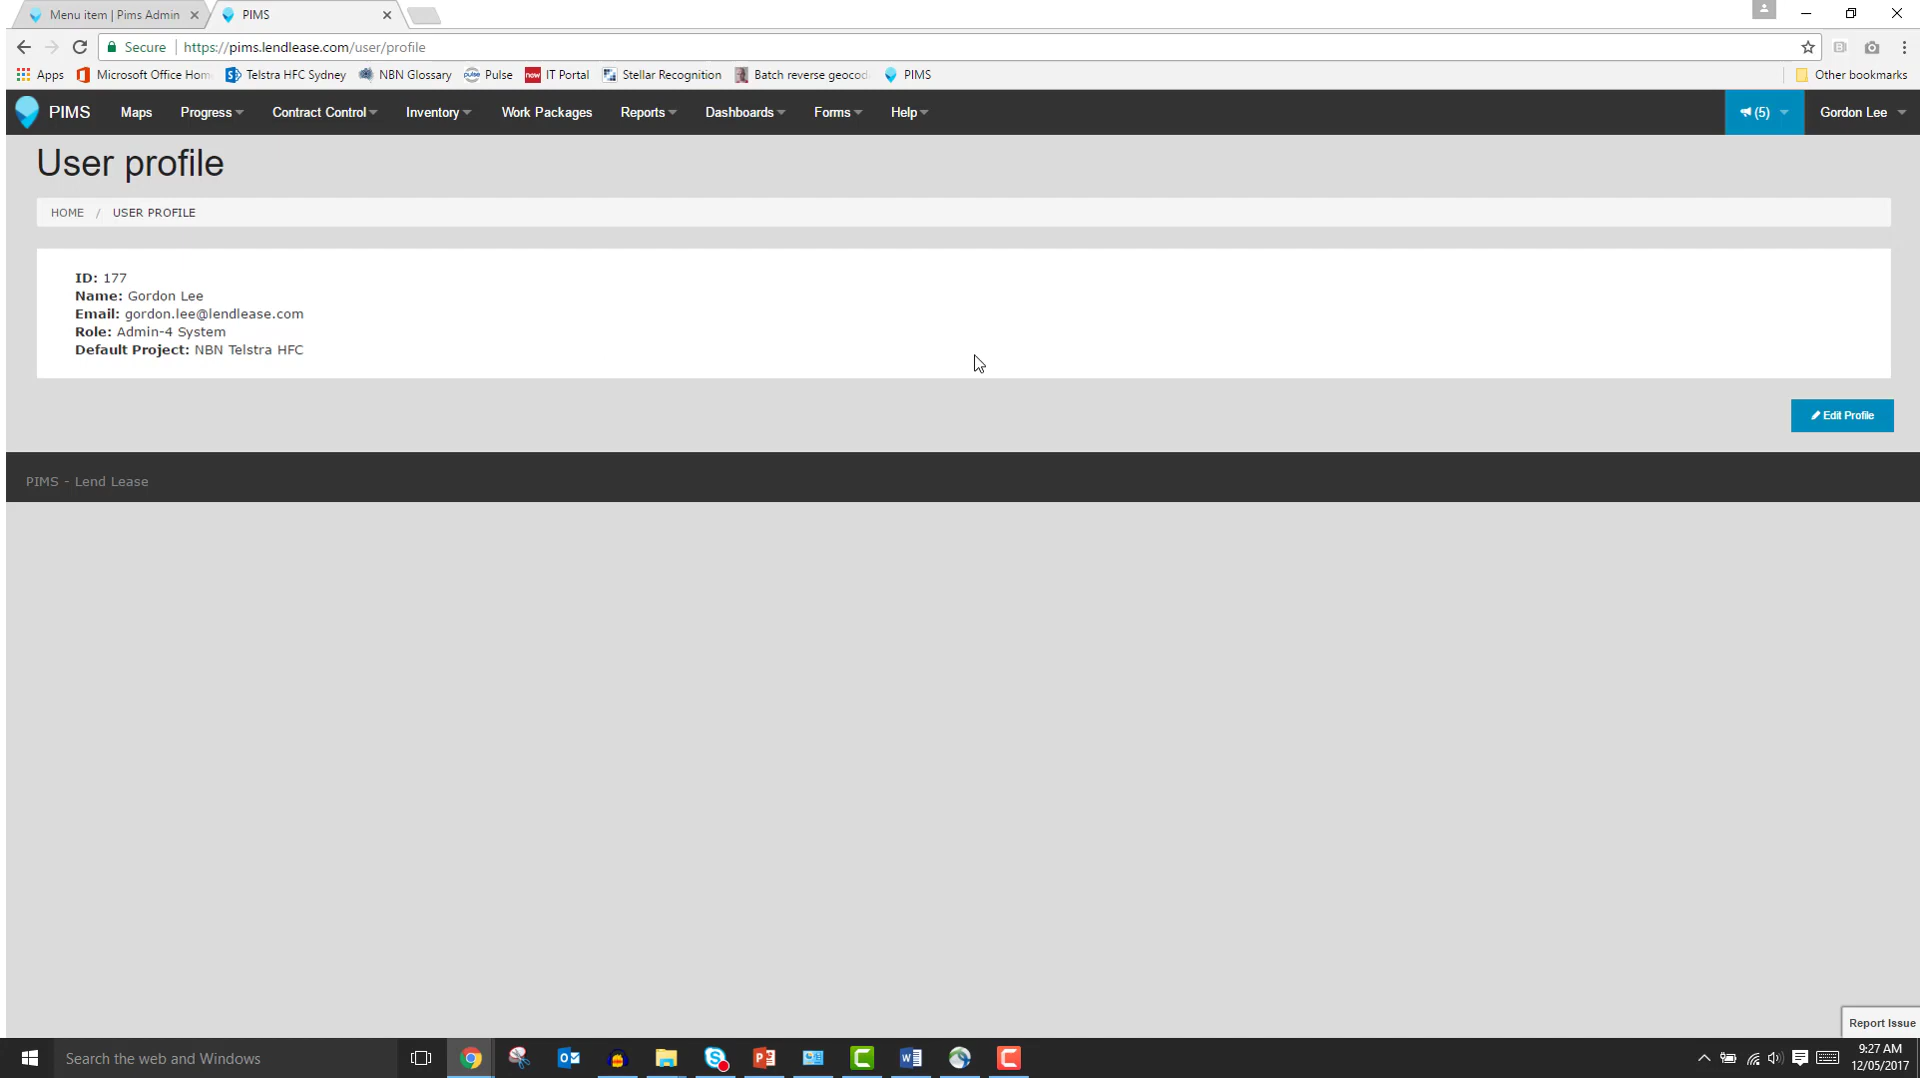 Menu item | Pims Admin
PIMS
Secure https://pims.lendlease.com/user/profile
Apps Microsoft Office Hom Telstra HFC Sydney NBN Glossary pulse Pulse now IT Portal Stellar Recognition Batch reverse geocod PIMS Other bookmarks
PIMS Maps Progress Contract Control Inventory Work Packages Reports Dashboards Forms Help (5) Gordon Lee
User profile
HOME / USER PROFILE
ID: 177
Name: Gordon Lee
Email: gordon.lee@lendlease.com
Role: Admin-4 System
Default Project: NBN Telstra HFC
Edit Profile
PIMS - Lend Lease
Report Issue
Search the web and Windows
9:27 AM
12/05/2017